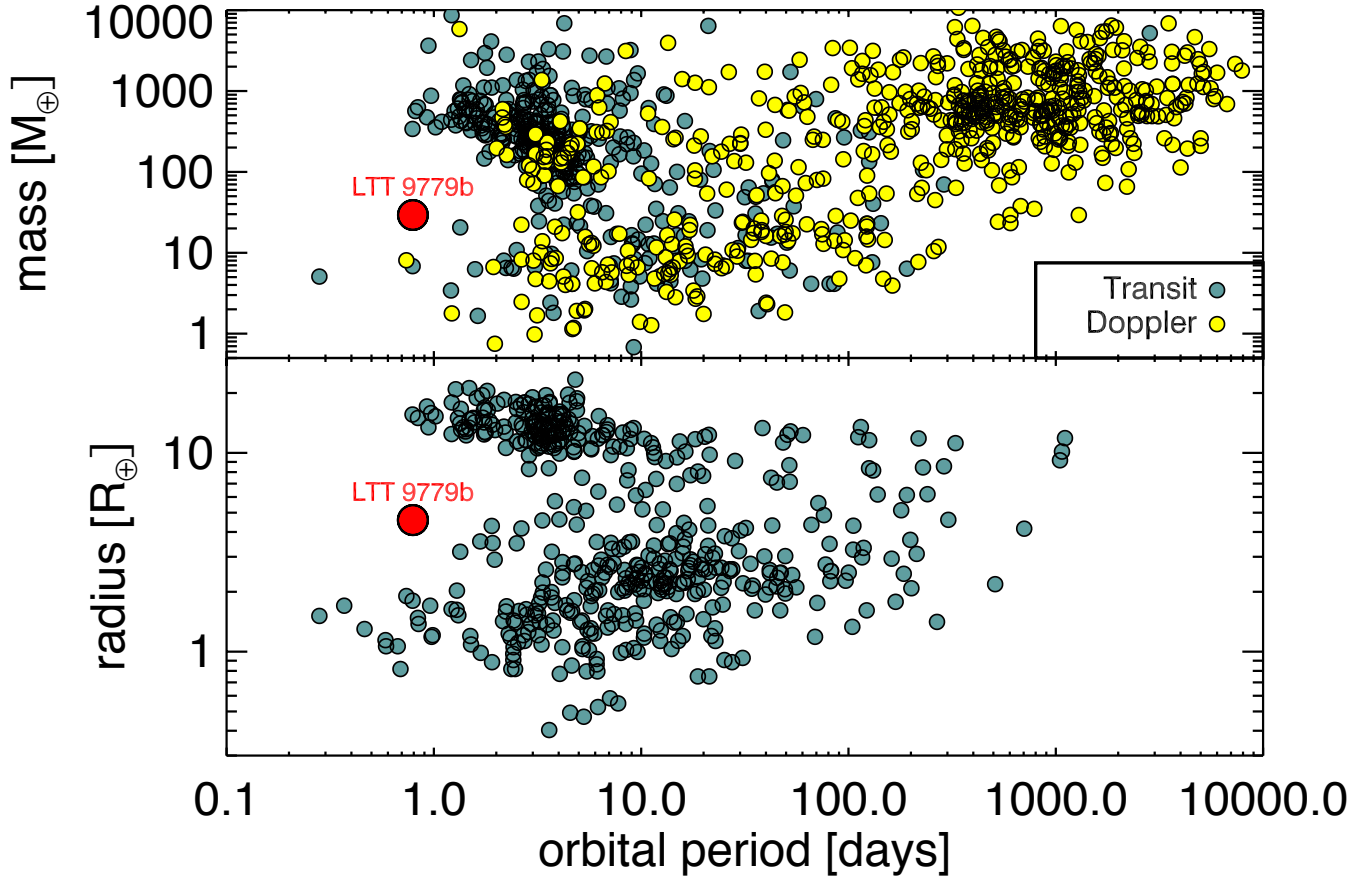 10000
1000
100
10
1
mass [M⊕]
LTT 9779b
Transit
Doppler
10
1
radius [R⊕]
LTT 9779b
0.1 1.0 10.0 100.0 1000.0 10000.0
orbital period [days]